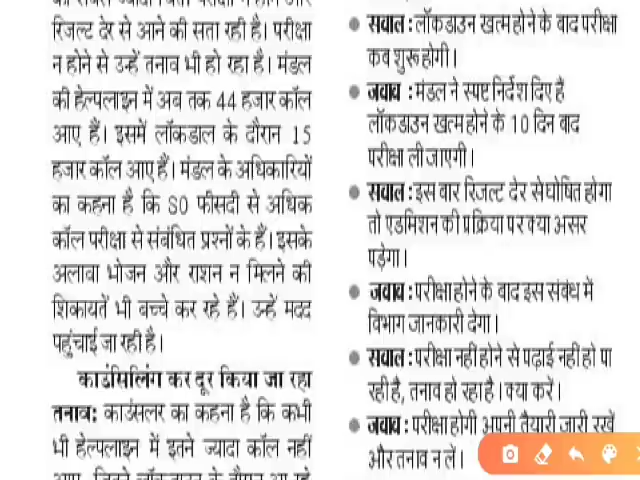 रिजल्ट देर से आने की सता रही है। परीक्षा
न होने से उन्हें तनाव भी हो रहा है। मंडल
की हेल्पलाइन में अब तक 44 हजार कॉल
आए हैं। इसमें लॉकडाल के दौरान 15
हजार कॉल आए हैं। मंडल के अधिकारियों
का कहना है कि S0 फीसदी से अधिक
कॉल परीक्षा से संबंधित प्रश्नों के हैं। इसके
अलावा भोजन और राशन न मिलने की
शिकायतें भी बच्चे कर रहे हैं। उन्हें मदद
पहुंचाई जा रही है।
काउंसिलिंग कर दूर किया जा रहा
तनाव: काउंसलर का कहना है कि कभी
भी हेल्पलाइन में इतने ज्यादा कॉल नहीं
सवाल : लॉकडाउन खत्म होने के बाद परीक्षा
कब शुरू होगी।
जवाब : मंडल ने स्पष्ट निर्देश दिए हैं
लॉकडाउन खत्म होने के 10 दिन बाद
परीक्षा ली जाएगी।
सवाल : इस बार रिजल्ट देर से घोषित होगा
तो एडमिशन की प्रक्रिया पर क्या असर
पड़ेगा।
जवाब : परीक्षा होने के बाद इस संबंध में
विभाग जानकारी देगा।
सवाल : परीक्षा नहीं होने से पढ़ाई नहीं हो पा
रही है, तनाव हो रहा है। क्या करें।
जवाब : परीक्षा होगी अपनी तैयारी जारी रखें
और तनाव न लें।